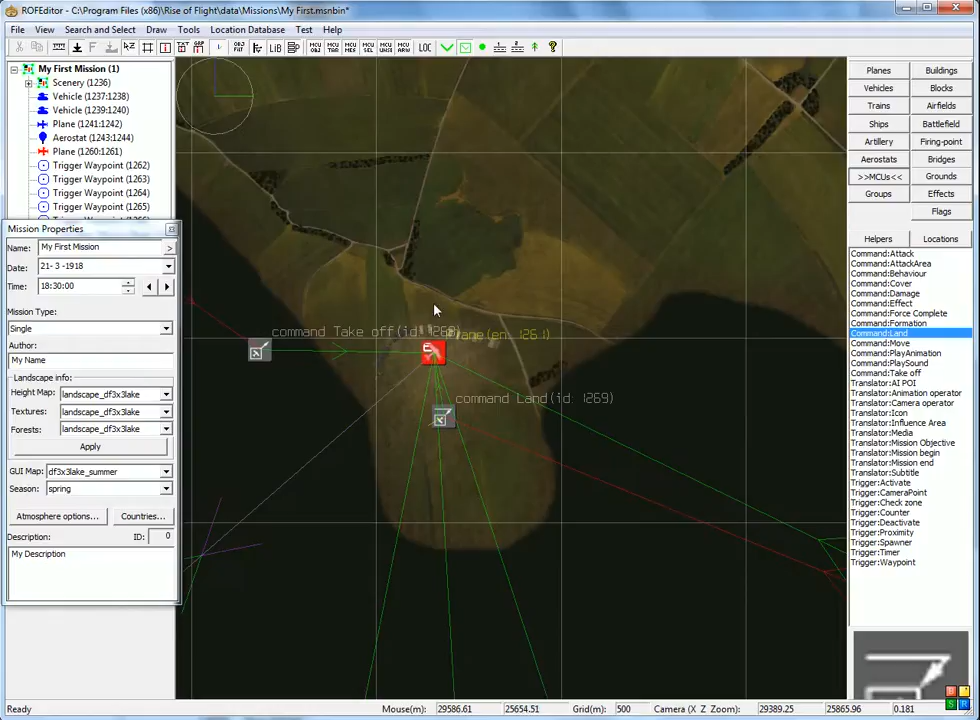 ROFEditor - C:\Program Files (x86)\Rise of Flight\data\Missions\My First.msnbin*
File View Search and Select Draw Tools Location Database Test Help
MCU OBJ MCU TAR MCU SEL LOC
My First Mission (1)
Scenery (1236)
Vehicle (1237:1238)
Vehicle (1239:1240)
Plane (1241:1242)
Aerostat (1243:1244)
Plane (1260:1261)
Trigger Waypoint (1262)
Trigger Waypoint (1263)
Trigger Waypoint (1264)
Trigger Waypoint (1265)
Mission Properties
Name: My First Mission >
Date: 21- 3 -1918
Time: 18:30:00
Mission Type:
Single
Author:
My Name
Landscape info:
Height Map: landscape_df3x3lake
Textures: landscape_df3x3lake
Forests: landscape_df3x3lake
Apply
GUI Map: df3x3lake_summer
Season: spring
Atmosphere options... Countries...
Description: ID: 0
My Description
command Take off(id: 1268)
command Land(id: 1269)
Planes Buildings
Vehicles Blocks
Trains Airfields
Ships Battlefield
Artillery Firing-point
Aerostats Bridges
>>MCUs<< Grounds
Groups Effects
Flags
Helpers Locations
Command:Attack
Command:AttackArea
Command:Behaviour
Command:Cover
Command:Damage
Command:Effect
Command:Force Complete
Command:Formation
Command:Land
Command:Move
Command:PlayAnimation
Command:PlaySound
Command:Take off
Translator:AI POI
Translator:Animation operator
Translator:Camera operator
Translator:Icon
Translator:Influence Area
Translator:Media
Translator:Mission Objective
Translator:Mission begin
Translator:Mission end
Translator:Subtitle
Trigger:Activate
Trigger:CameraPoint
Trigger:Check zone
Trigger:Counter
Trigger:Deactivate
Trigger:Proximity
Trigger:Spawner
Trigger:Timer
Trigger:Waypoint
Ready Mouse(m): 29586.61 25654.51 Grid(m): 500 Camera (X Z Zoom): 29389.25 25865.96 0.181